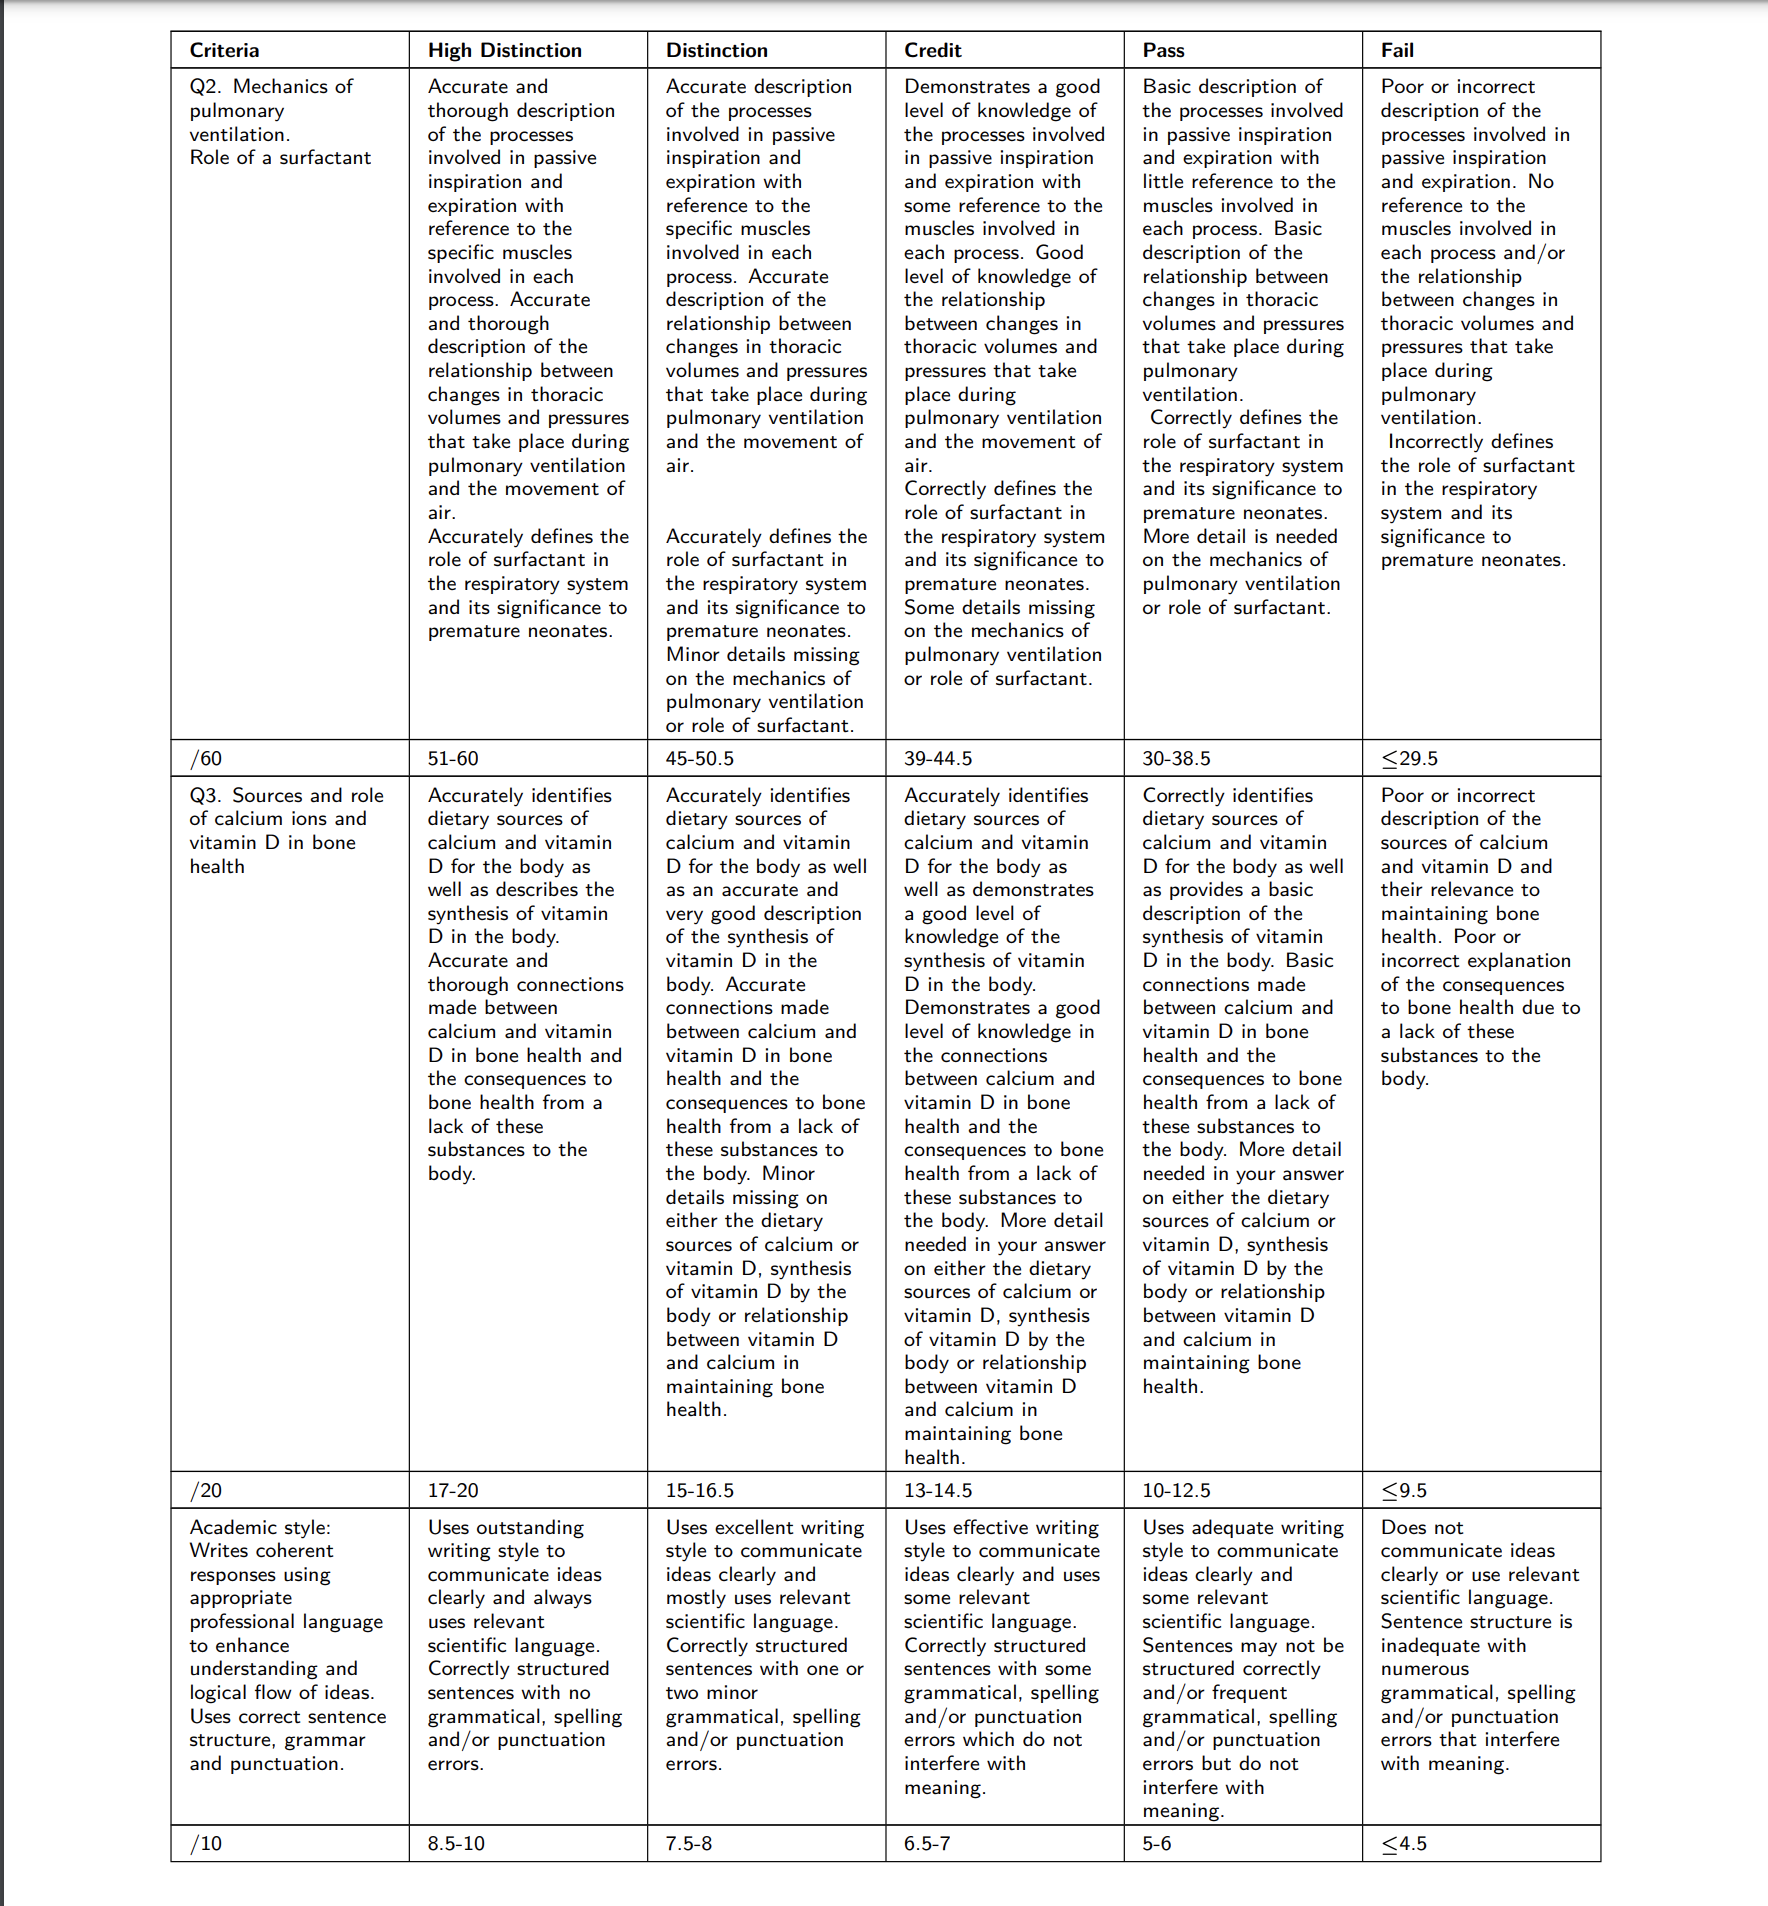 Criteria
High Distinction
Distinction
Credit
Pass
Fail
Q2. Mechanics of
pulmonary
ventilation.
Role of a surfactant
Accurate and
thorough description
of the processes
involved in passive
inspiration and
expiration with
reference to the
specific muscles
involved in each
process. Accurate
and thorough
description of the
relationship between
changes in thoracic
volumes and pressures
that take place during
pulmonary ventilation
and the movement of
air.
Accurately defines the
role of surfactant in
the respiratory system
and its significance to
premature neonates.
Accurate description
of the processes
involved in passive
inspiration and
expiration with
reference to the
specific muscles
involved in each
process. Accurate
description of the
relationship between
changes in thoracic
volumes and pressures
that take place during
pulmonary ventilation
and the movement of
air.
Accurately defines the
role of surfactant in
the respiratory system
and its significance to
premature neonates.
Minor details missing
on the mechanics of
pulmonary ventilation
or role of surfactant.
Demonstrates a good
level of knowledge of
the processes involved
in passive inspiration
and expiration with
some reference to the
muscles involved in
each process. Good
level of knowledge of
the relationship
between changes in
thoracic volumes and
pressures that take
place during
pulmonary ventilation
and the movement of
air.
Correctly defines the
role of surfactant in
the respiratory system
and its significance to
premature neonates.
Some details missing
on the mechanics of
pulmonary ventilation
or role of surfactant.
Basic description of
the processes involved
in passive inspiration
and expiration with
little reference to the
muscles involved in
each process. Basic
description of the
relationship between
changes in thoracic
volumes and pressures
that take place during
pulmonary
ventilation.
Correctly defines the
role of surfactant in
the respiratory system
and its significance to
premature neonates.
More detail is needed
on the mechanics of
pulmonary ventilation
or role of surfactant.
Poor or incorrect
description of the
processes involved in
passive inspiration
and expiration. No
reference to the
muscles involved in
each process and/or
the relationship
between changes in
thoracic volumes and
pressures that take
place during
pulmonary
ventilation.
Incorrectly defines
the role of surfactant
in the respiratory
system and its
significance to
premature neonates.
/60
51-60
45-50.5
39-44.5
30-38.5
≤29.5
Q3. Sources and role
of calcium ions and
vitamin D in bone
health
Accurately identifies
dietary sources of
calcium and vitamin
D for the body as
well as describes the
synthesis of vitamin
D in the body.
Accurate and
thorough connections
made between
calcium and vitamin
D in bone health and
the consequences to
bone health from a
lack of these
substances to the
body.
Accurately identifies
dietary sources of
calcium and vitamin
D for the body as well
as an accurate and
very good description
of the synthesis of
vitamin D in the
body. Accurate
connections made
between calcium and
vitamin D in bone
health and the
consequences to bone
health from a lack of
these substances to
the body. Minor
details missing on
either the dietary
sources of calcium or
vitamin D, synthesis
of vitamin D by the
body or relationship
between vitamin D
and calcium in
maintaining bone
health.
Accurately identifies
dietary sources of
calcium and vitamin
D for the body as
well as demonstrates
a good level of
knowledge of the
synthesis of vitamin
D in the body.
Demonstrates a good
level of knowledge in
the connections
between calcium and
vitamin D in bone
health and the
consequences to bone
health from a lack of
these substances to
the body. More detail
needed in your answer
on either the dietary
sources of calcium or
vitamin D, synthesis
of vitamin D by the
body or relationship
between vitamin D
and calcium in
maintaining bone
health.
Correctly identifies
dietary sources of
calcium and vitamin
D for the body as well
as provides a basic
description of the
synthesis of vitamin
D in the body. Basic
connections made
between calcium and
vitamin D in bone
health and the
consequences to bone
health from a lack of
these substances to
the body. More detail
needed in your answer
on either the dietary
sources of calcium or
vitamin D, synthesis
of vitamin D by the
body or relationship
between vitamin D
and calcium in
maintaining bone
health.
Poor or incorrect
description of the
sources of calcium
and vitamin D and
their relevance to
maintaining bone
health. Poor or
incorrect explanation
of the consequences
to bone health due to
a lack of these
substances to the
body.
/20
17-20
15-16.5
13-14.5
10-12.5
≤9.5
Academic style:
Writes coherent
responses using
appropriate
professional language
to enhance
understanding and
logical flow of ideas.
Uses correct sentence
structure, grammar
and punctuation.
Uses outstanding
writing style to
communicate ideas
clearly and always
uses relevant
scientific language.
Correctly structured
sentences with no
grammatical, spelling
and/or punctuation
errors.
Uses excellent writing
style to communicate
ideas clearly and
mostly uses relevant
scientific language.
Correctly structured
sentences with one or
two minor
grammatical, spelling
and/or punctuation
errors.
Uses effective writing
style to communicate
ideas clearly and uses
some relevant
scientific language.
Correctly structured
sentences with some
grammatical, spelling
and/or punctuation
errors which do not
interfere with
meaning.
Uses adequate writing
style to communicate
ideas clearly and
some relevant
scientific language.
Sentences may not be
structured correctly
and/or frequent
grammatical, spelling
and/or punctuation
errors but do not
interfere with
meaning.
Does not
communicate ideas
clearly or use relevant
scientific language.
Sentence structure is
inadequate with
numerous
grammatical, spelling
and/or punctuation
errors that interfere
with meaning.
/10
8.5-10
7.5-8
6.5-7
5-6
≤4.5